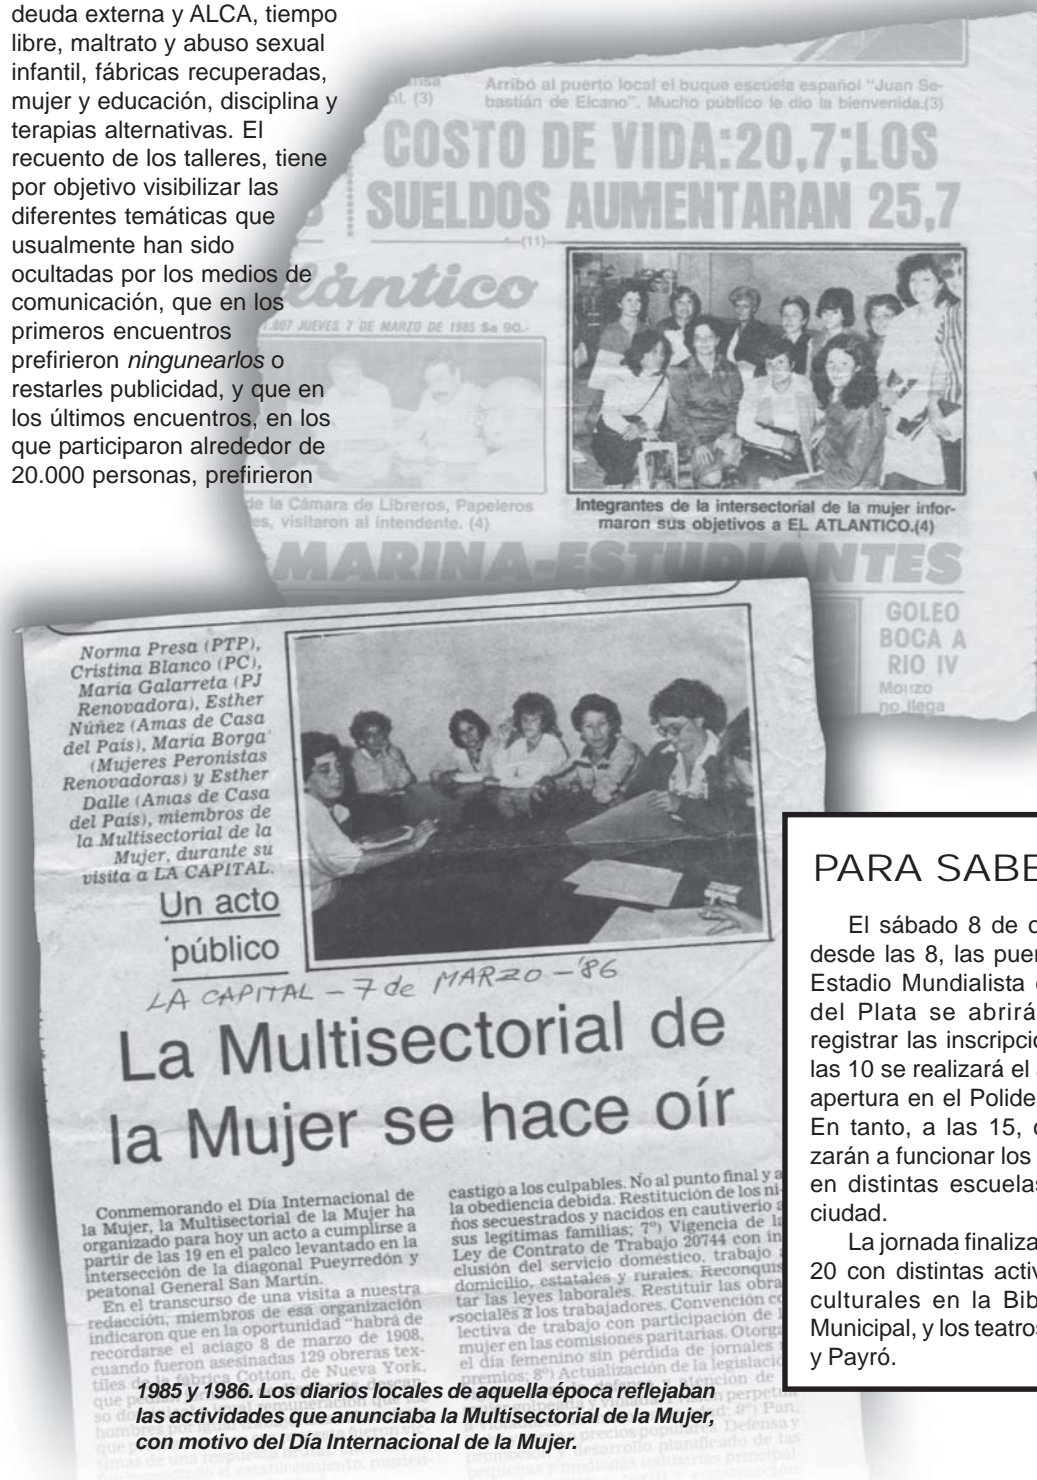 deuda externa y ALCA, tiempo
libre, maltrato y abuso sexual
infantil, fábricas recuperadas,
mujer y educación, disciplina y
terapias alternativas. El
recuento de los talleres, tiene
por objetivo visibilizar las
diferentes temáticas que
usualmente han sido
ocultadas por los medios de
comunicación, que en los
primeros encuentros
prefirieron ningunearlos o
restarles publicidad, y que en
los últimos encuentros, en los
que participaron alrededor de
20.000 personas, prefirieron
(3)
Arribó al puerto local el buque escuela español "Juan Se-
bastián de Elcano". Mucho público le dio la bienvenida.(3)
COSTO DE VIDA:20,7;LOS
SUELDOS AUMENTARAN 25,7
(11)
lántico
.887 JUEVES 7 DE MARZO DE 1985 $a 90.-
de la Cámara de Libreros, Papeleros
es, visitaron al intendente. (4)
Integrantes de la intersectorial de la mujer infor-
maron sus objetivos a EL ATLANTICO.(4)
MARINA-ESTUDIANTES
GOLEO
BOCA A
RIO IV
Monzo
no llega
Norma Presa (PTP),
Cristina Blanco (PC),
María Galarreta (PJ
Renovadora), Esther
Núñez (Amas de Casa
del País), María Borga
(Mujeres Peronistas
Renovadoras) y Esther
Dalle (Amas de Casa
del País), miembros de
la Multisectorial de la
Mujer, durante su
visita a LA CAPITAL.
Un acto
público
LA CAPITAL - 7 de MARZO - '86
La Multisectorial de
la Mujer se hace oír
Conmemorando el Día Internacional de
la Mujer, la Multisectorial de la Mujer ha
organizado para hoy un acto a cumplirse a
partir de las 19 en el palco levantado en la
intersección de la diagonal Pueyrredón y
peatonal General San Martín.
En el transcurso de una visita a nuestra
redacción, miembros de esa organización
indicaron que en la oportunidad "habrá de
recordarse el aciago 8 de marzo de 1908,
cuando fueron asesinadas 129 obreras tex-
tiles de la fábrica Cotton, de Nueva York,
castigo a los culpables. No al punto final y a
la obediencia debida. Restitución de los ni-
ños secuestrados y nacidos en cautiverio a
sus legítimas familias; 7º) Vigencia de la
Ley de Contrato de Trabajo 20744 con in
clusión del servicio doméstico, trabajo a
domicilio, estatales y rurales. Reconquis
tar las leyes laborales. Restituir las obra
sociales a los trabajadores. Convención co
lectiva de trabajo con participación de l
mujer en las comisiones paritarias. Otorga
el día femenino sin pérdida de jornales
premios; 8º) Actualización de la legislació
1985 y 1986. Los diarios locales de aquella época reflejaban
las actividades que anunciaba la Multisectorial de la Mujer,
con motivo del Día Internacional de la Mujer.
PARA SABE
El sábado 8 de o
desde las 8, las puer
Estadio Mundialista
del Plata se abrirá
registrar las inscripcio
las 10 se realizará el a
apertura en el Polide
En tanto, a las 15, c
zarán a funcionar los
en distintas escuelas
ciudad.
La jornada finaliza
20 con distintas activ
culturales en la Bib
Municipal, y los teatros
y Payró.